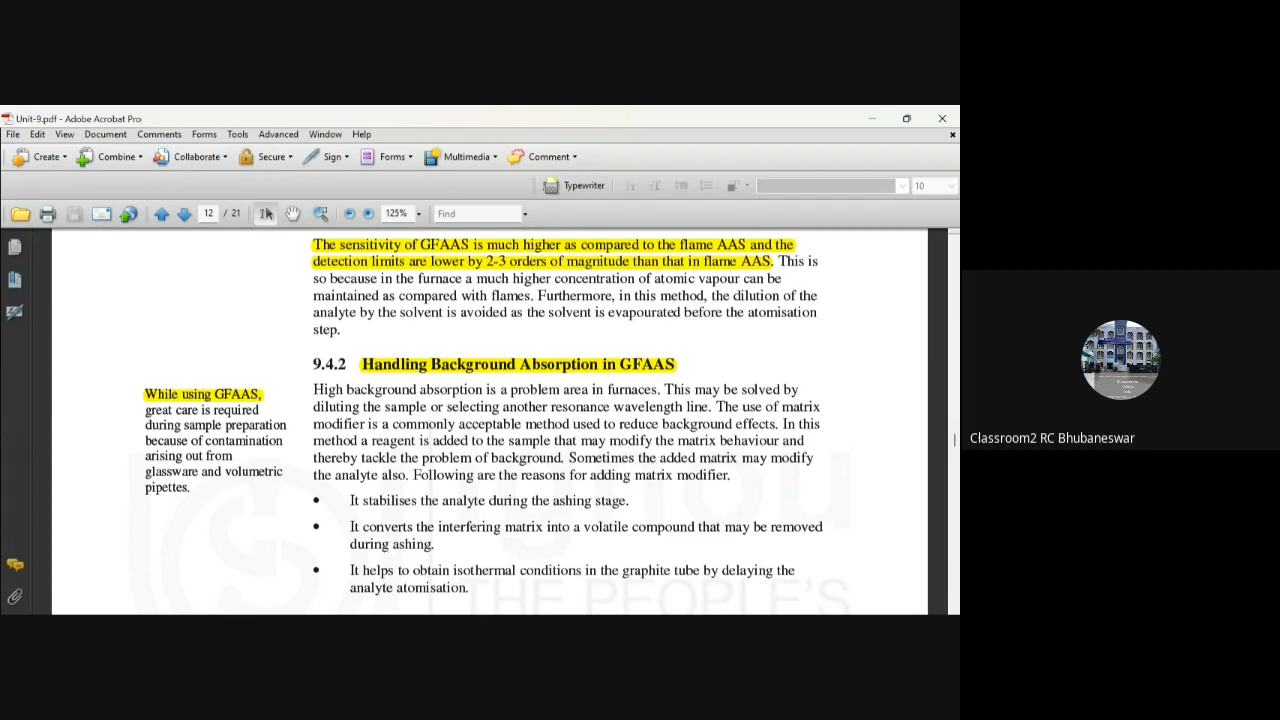 Unit-9.pdf - Adobe Acrobat Pro
File Edit View Document Comments Forms Tools Advanced Window Help
Create Combine Collaborate Secure Sign Forms Multimedia Comment
Typewriter 10
12 / 21 125% Find
The sensitivity of GFAAS is much higher as compared to the flame AAS and the
detection limits are lower by 2-3 orders of magnitude than that in flame AAS. This is
so because in the furnace a much higher concentration of atomic vapour can be
maintained as compared with flames. Furthermore, in this method, the dilution of the
analyte by the solvent is avoided as the solvent is evapourated before the atomisation
step.
9.4.2 Handling Background Absorption in GFAAS
While using GFAAS,
great care is required
during sample preparation
because of contamination
arising out from
glassware and volumetric
pipettes.
High background absorption is a problem area in furnaces. This may be solved by
diluting the sample or selecting another resonance wavelength line. The use of matrix
modifier is a commonly acceptable method used to reduce background effects. In this
method a reagent is added to the sample that may modify the matrix behaviour and
thereby tackle the problem of background. Sometimes the added matrix may modify
the analyte also. Following are the reasons for adding matrix modifier.
• It stabilises the analyte during the ashing stage.
• It converts the interfering matrix into a volatile compound that may be removed
during ashing.
• It helps to obtain isothermal conditions in the graphite tube by delaying the
analyte atomisation.
THE PEOPLE'S
Classroom2 RC Bhubaneswar